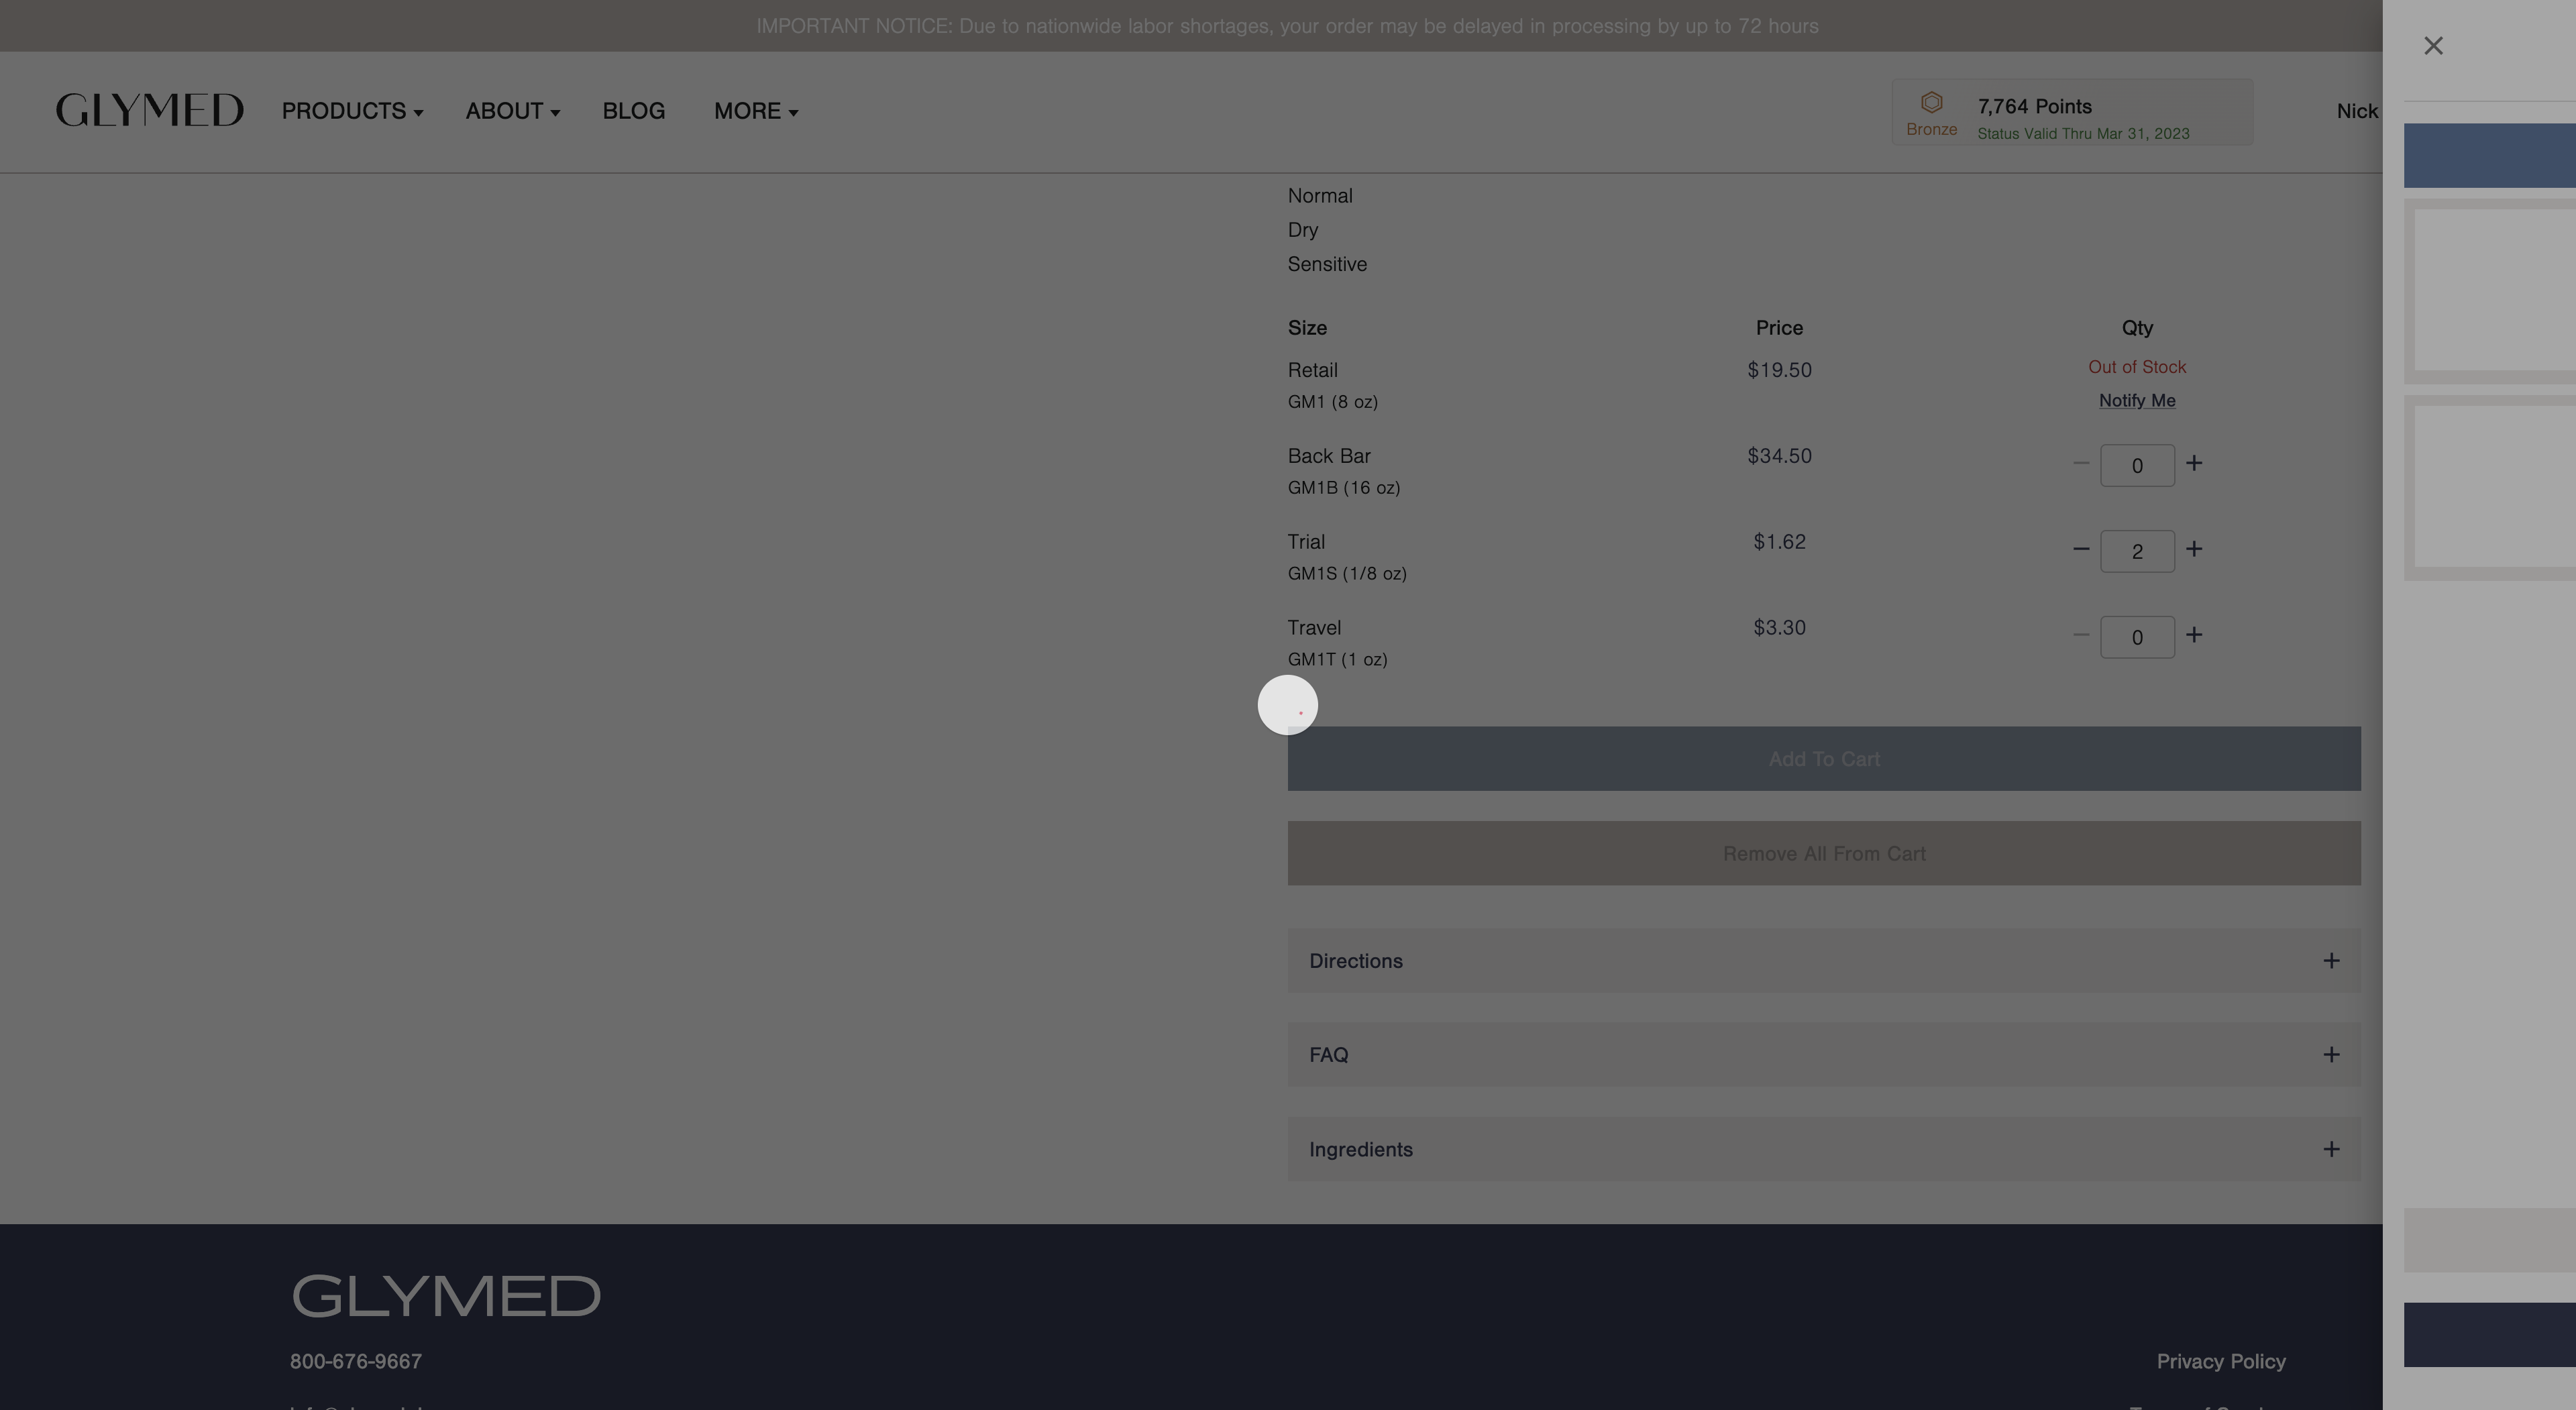 IMPORTANT NOTICE: Due to nationwide labor shortages, your order may be delayed in processing by up to 72 hours
GLYMED PRODUCTS ABOUT BLOG MORE
Bronze
7,764 Points
Status Valid Thru Mar 31, 2023
Nick
Normal
Dry
Sensitive
Size Price Qty
Retail $19.50 Out of Stock
GM1 (8 oz) Notify Me
Back Bar $34.50 0
GM1B (16 oz)
Trial $1.62 2
GM1S (1/8 oz)
Travel $3.30 0
GM1T (1 oz)
Add To Cart
Remove All From Cart
Directions
FAQ
Ingredients
GLYMED
800-676-9667
Privacy Policy